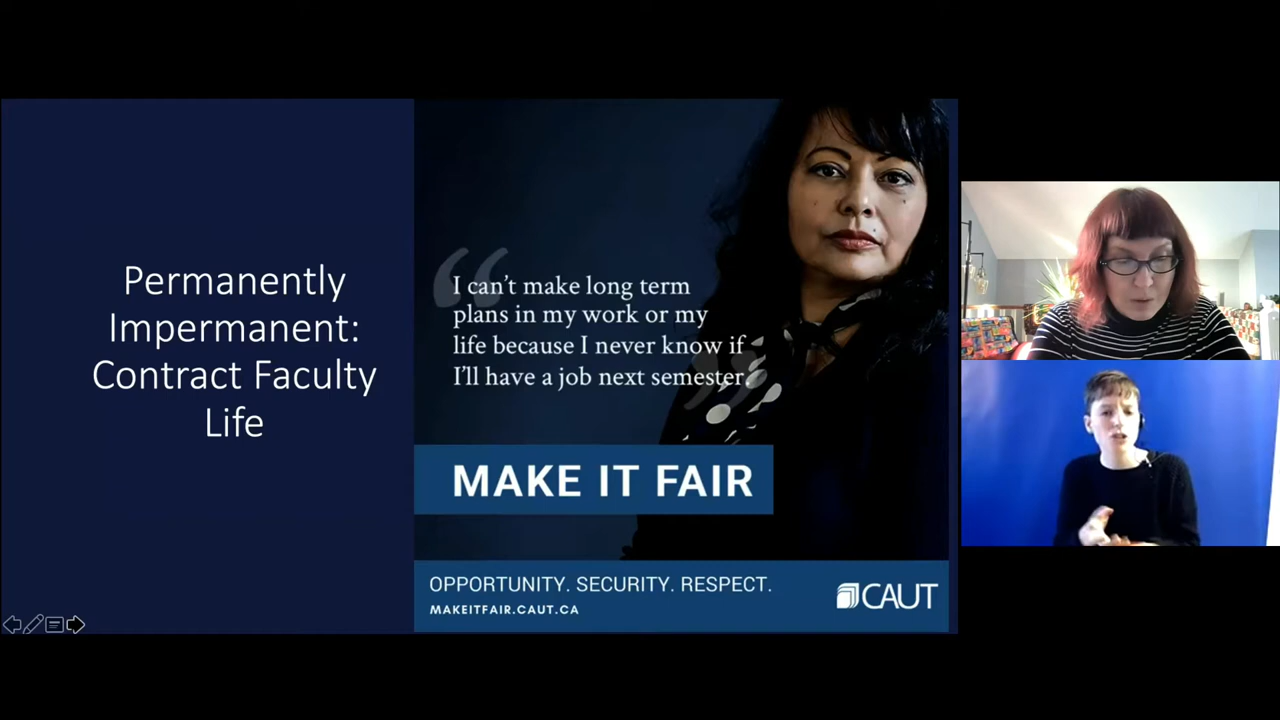 Permanently
Impermanent:
Contract Faculty
Life
“
I can’t make long term
plans in my work or my
life because I never know if
I’ll have a job next semester.
”
MAKE IT FAIR
OPPORTUNITY. SECURITY. RESPECT.
MAKEITFAIR.CAUT.CA
CAUT